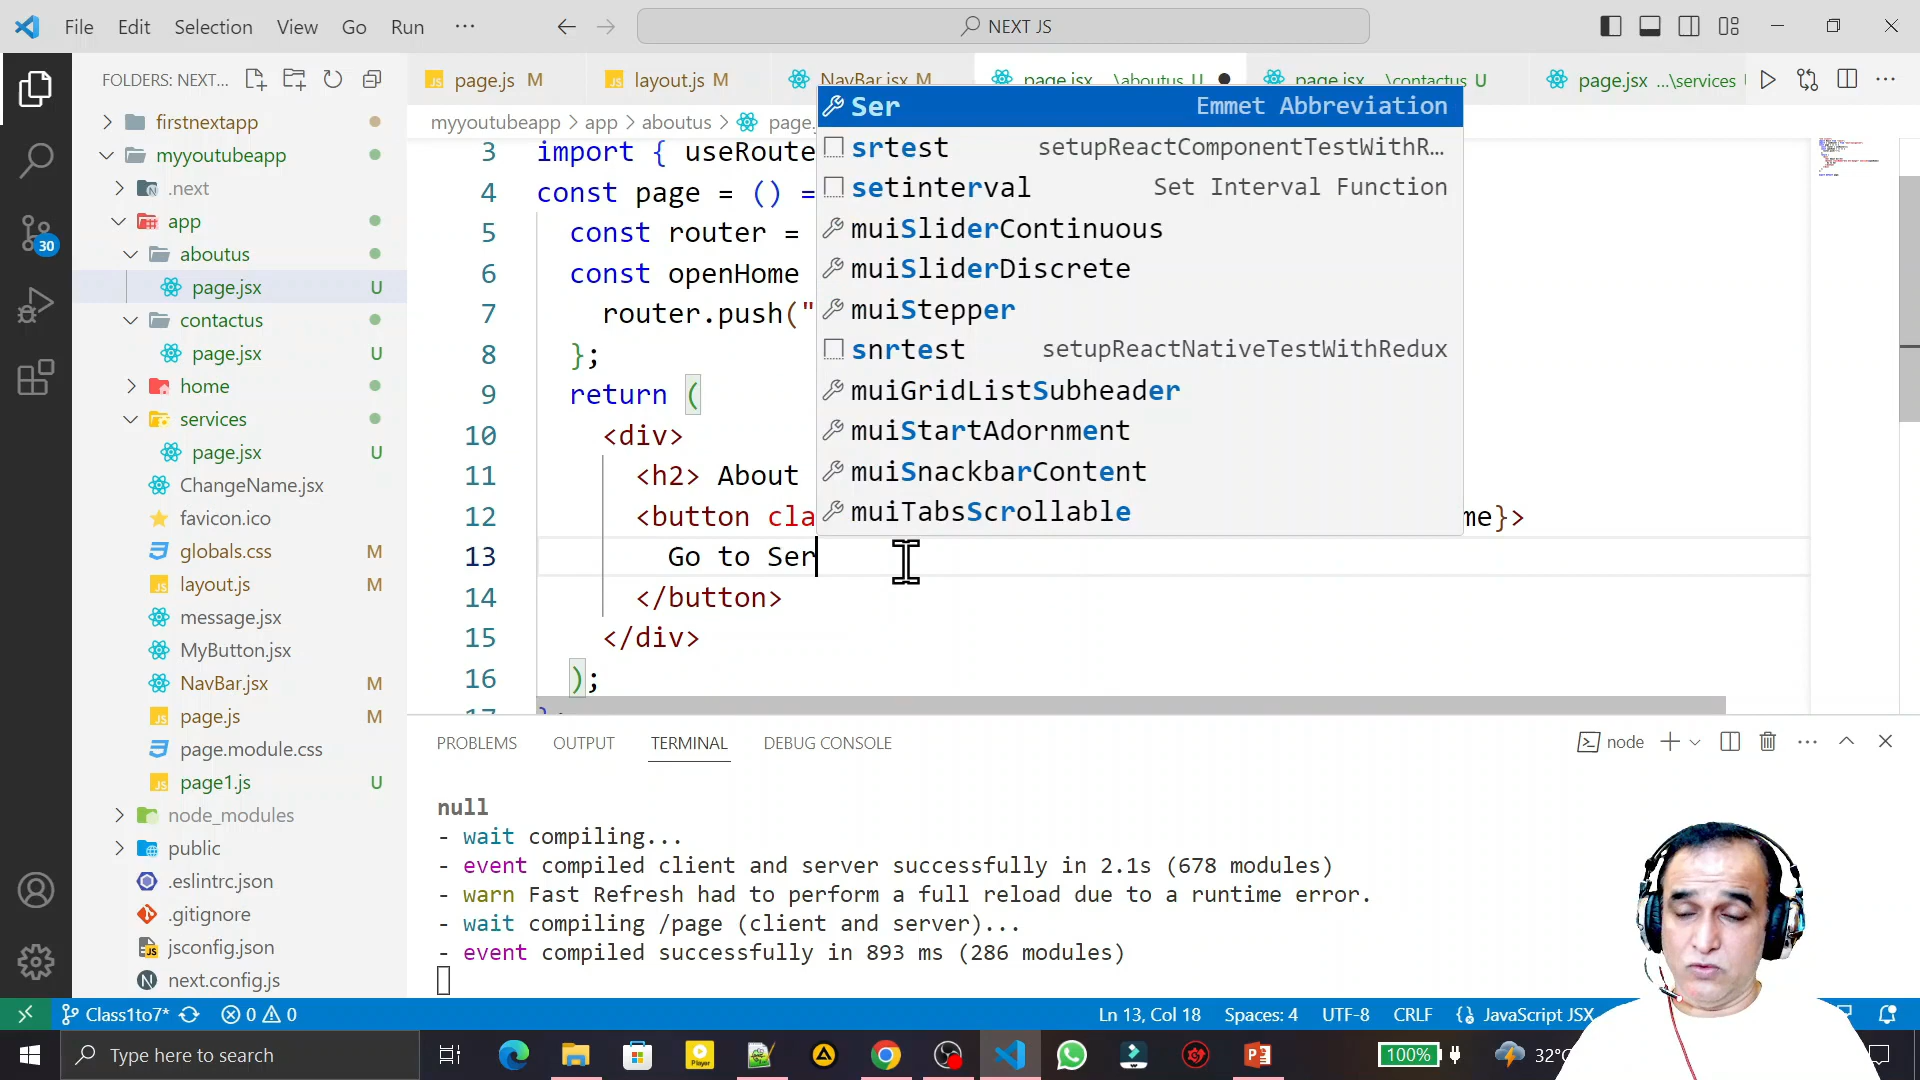 File Edit Selection View Go Run ···
NEXT JS
FOLDERS: NEXT...
page.js M
layout.js M
NavBar.jsx M
page.jsx ...\aboutus U
page.jsx ...\contactus U
page.jsx ...\services
myyoutubeapp > app > aboutus > page.
firstnextapp
myyoutubeapp
.next
app
aboutus
page.jsx U
contactus
page.jsx U
home
services
page.jsx U
ChangeName.jsx
favicon.ico
globals.css M
layout.js M
message.jsx
MyButton.jsx
NavBar.jsx M
page.js M
page.module.css
page1.js U
node_modules
public
.eslintrc.json
.gitignore
jsconfig.json
next.config.js
30
3 import { useRoute
4 const page = () =
5 const router =
6 const openHome
7 router.push("
8 };
9 return (
10 <div>
11 <h2> About
12 <button cla me}>
13 Go to Ser
14 </button>
15 </div>
16 );
17
Ser Emmet Abbreviation
srtest setupReactComponentTestWithR...
setinterval Set Interval Function
muiSliderContinuous
muiSliderDiscrete
muiStepper
snrtest setupReactNativeTestWithRedux
muiGridListSubheader
muiStartAdornment
muiSnackbarContent
muiTabsScrollable
PROBLEMS OUTPUT TERMINAL DEBUG CONSOLE
node
null
- wait compiling...
- event compiled client and server successfully in 2.1s (678 modules)
- warn Fast Refresh had to perform a full reload due to a runtime error.
- wait compiling /page (client and server)...
- event compiled successfully in 893 ms (286 modules)
Class1to7* 0 0
Ln 13, Col 18 Spaces: 4 UTF-8 CRLF JavaScript JSX
Type here to search
Player
100%
32°